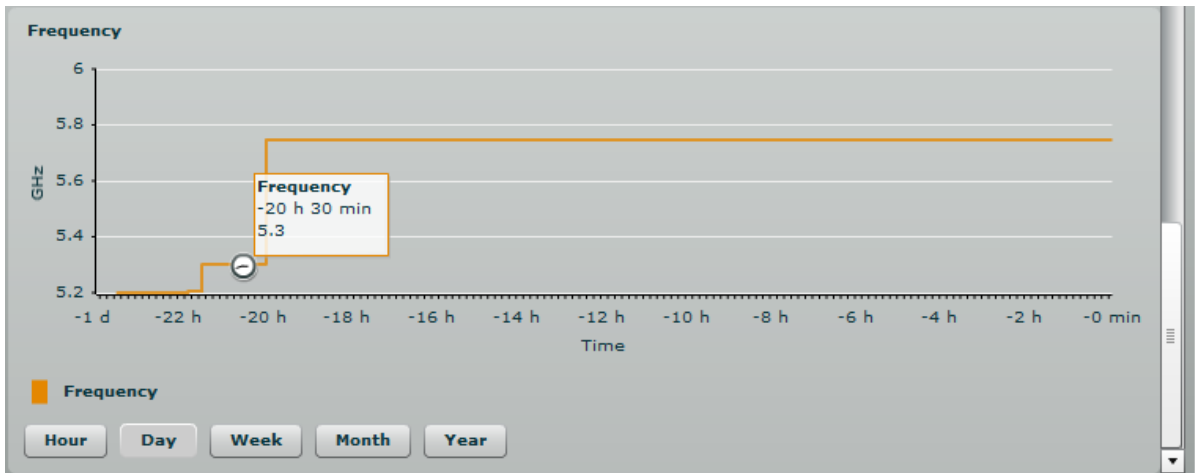 Frequency
6
5.8
5.6
5.4
5.2
GHz
Frequency
-20 h 30 min
5.3
-1 d -22 h -20 h -18 h -16 h -14 h -12 h -10 h -8 h -6 h -4 h -2 h -0 min
Time
Frequency
Hour Day Week Month Year